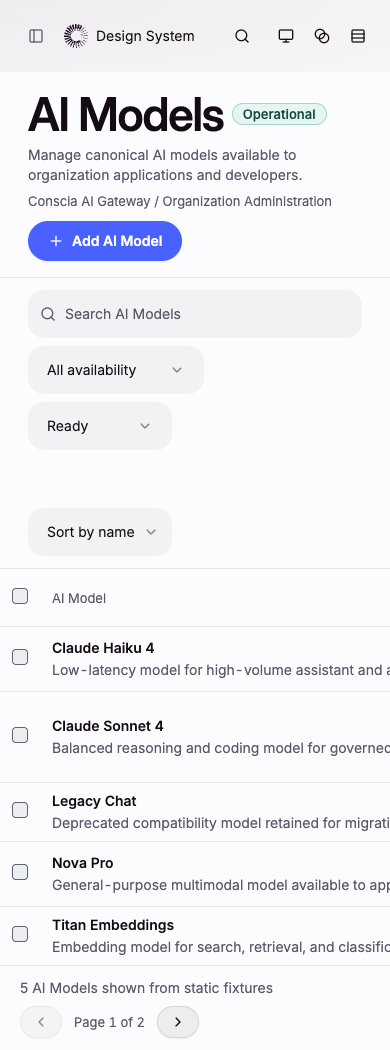 Design System
AI Models
Operational
Manage canonical AI models available to
organization applications and developers.
Conscia AI Gateway / Organization Administration
Add AI Model
Search AI Models
All availability
Ready
Sort by name
AI Model
Claude Haiku 4
Low-latency model for high-volume assistant and a
Claude Sonnet 4
Balanced reasoning and coding model for governed
Legacy Chat
Deprecated compatibility model retained for migrati
Nova Pro
General-purpose multimodal model available to app
Titan Embeddings
Embedding model for search, retrieval, and classific
5 AI Models shown from static fixtures
Page 1 of 2